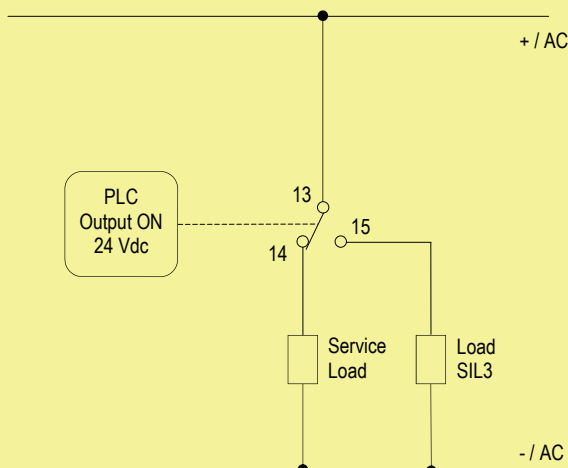 + / AC
PLC
Output ON
24 Vdc
13
15
14
Service
Load
Load
SIL3
- / AC